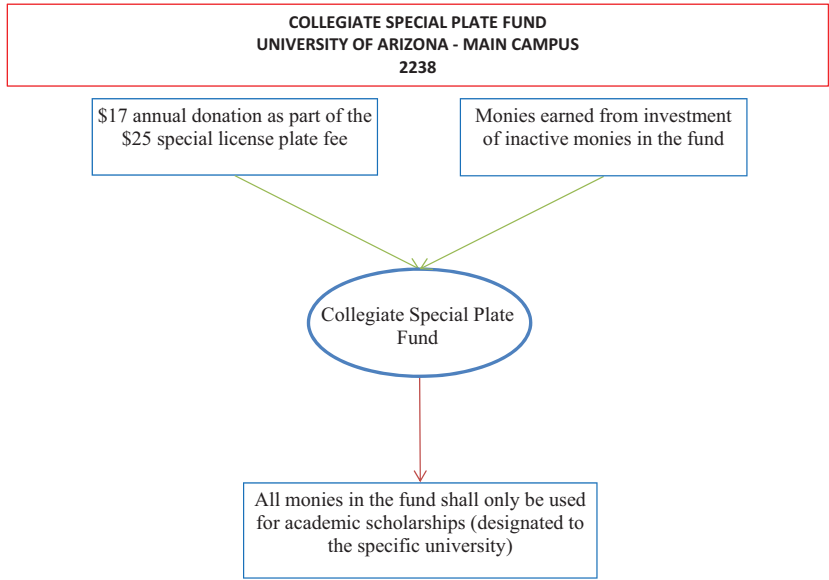 COLLEGIATE SPECIAL PLATE FUND
UNIVERSITY OF ARIZONA - MAIN CAMPUS
2238
$17 annual donation as part of the
$25 special license plate fee
Monies earned from investment
of inactive monies in the fund
Collegiate Special Plate
Fund
All monies in the fund shall only be used
for academic scholarships (designated to
the specific university)